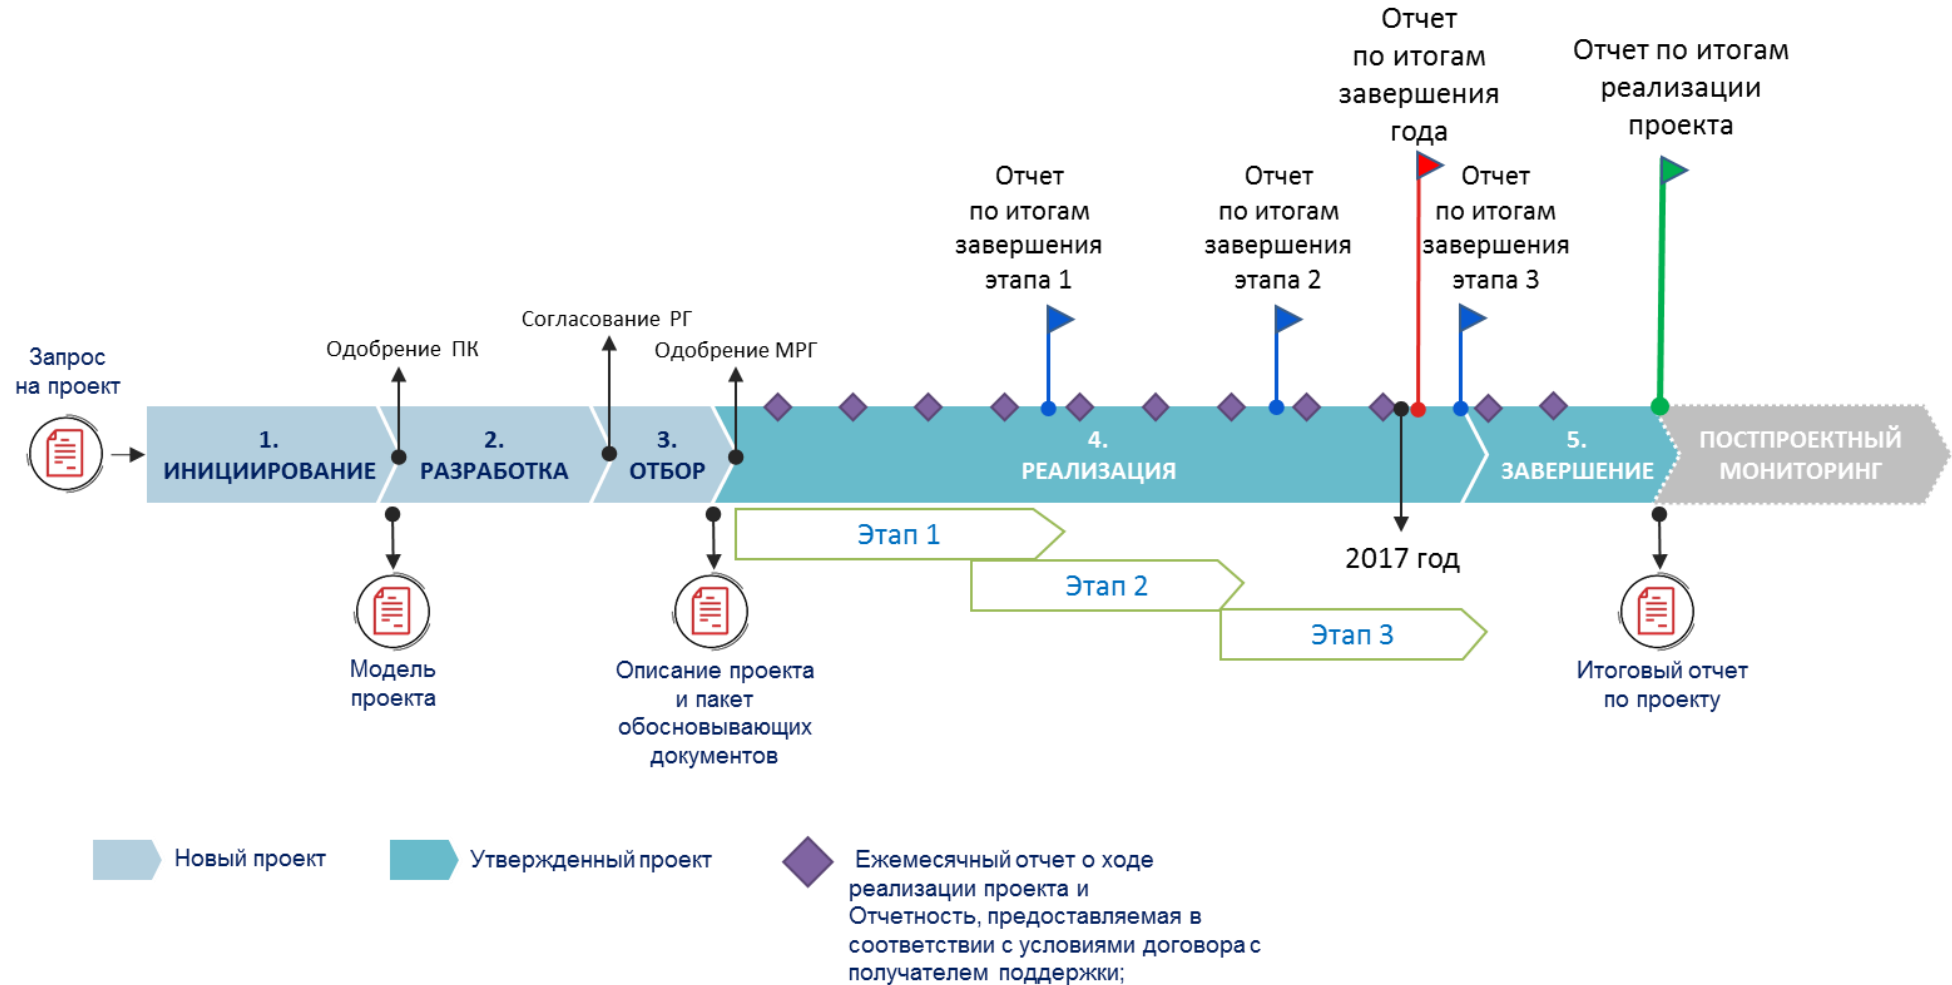 Отчет
по итогам
завершения
года
Отчет по итогам
реализации
проекта
Отчет
по итогам
завершения
этапа 1
Отчет
по итогам
завершения
этапа 2
Отчет
по итогам
завершения
этапа 3
Запрос
на проект
Одобрение ПК
Согласование РГ
Одобрение МРГ
1.
ИНИЦИИРОВАНИЕ
2.
РАЗРАБОТКА
3.
ОТБОР
4.
РЕАЛИЗАЦИЯ
5.
ЗАВЕРШЕНИЕ
ПОСТПРОЕКТНЫЙ
МОНИТОРИНГ
Этап 1
Этап 2
Этап 3
2017 год
Модель
проекта
Описание проекта
и пакет
обосновывающих
документов
Итоговый отчет
по проекту
Новый проект
Утвержденный проект
Ежемесячный отчет о ходе
реализации проекта и
Отчетность, предоставляемая в
соответствии с условиями договора с
получателем поддержки;